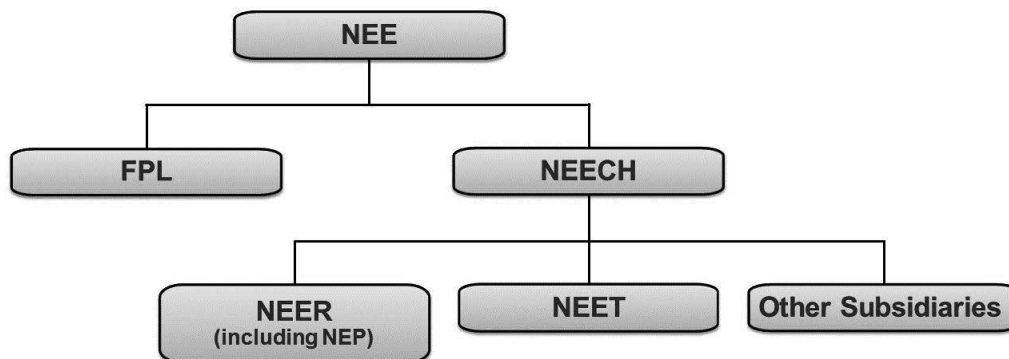 NEE
FPL
NEECH
NEER
(including NEP)
NEET
Other Subsidiaries